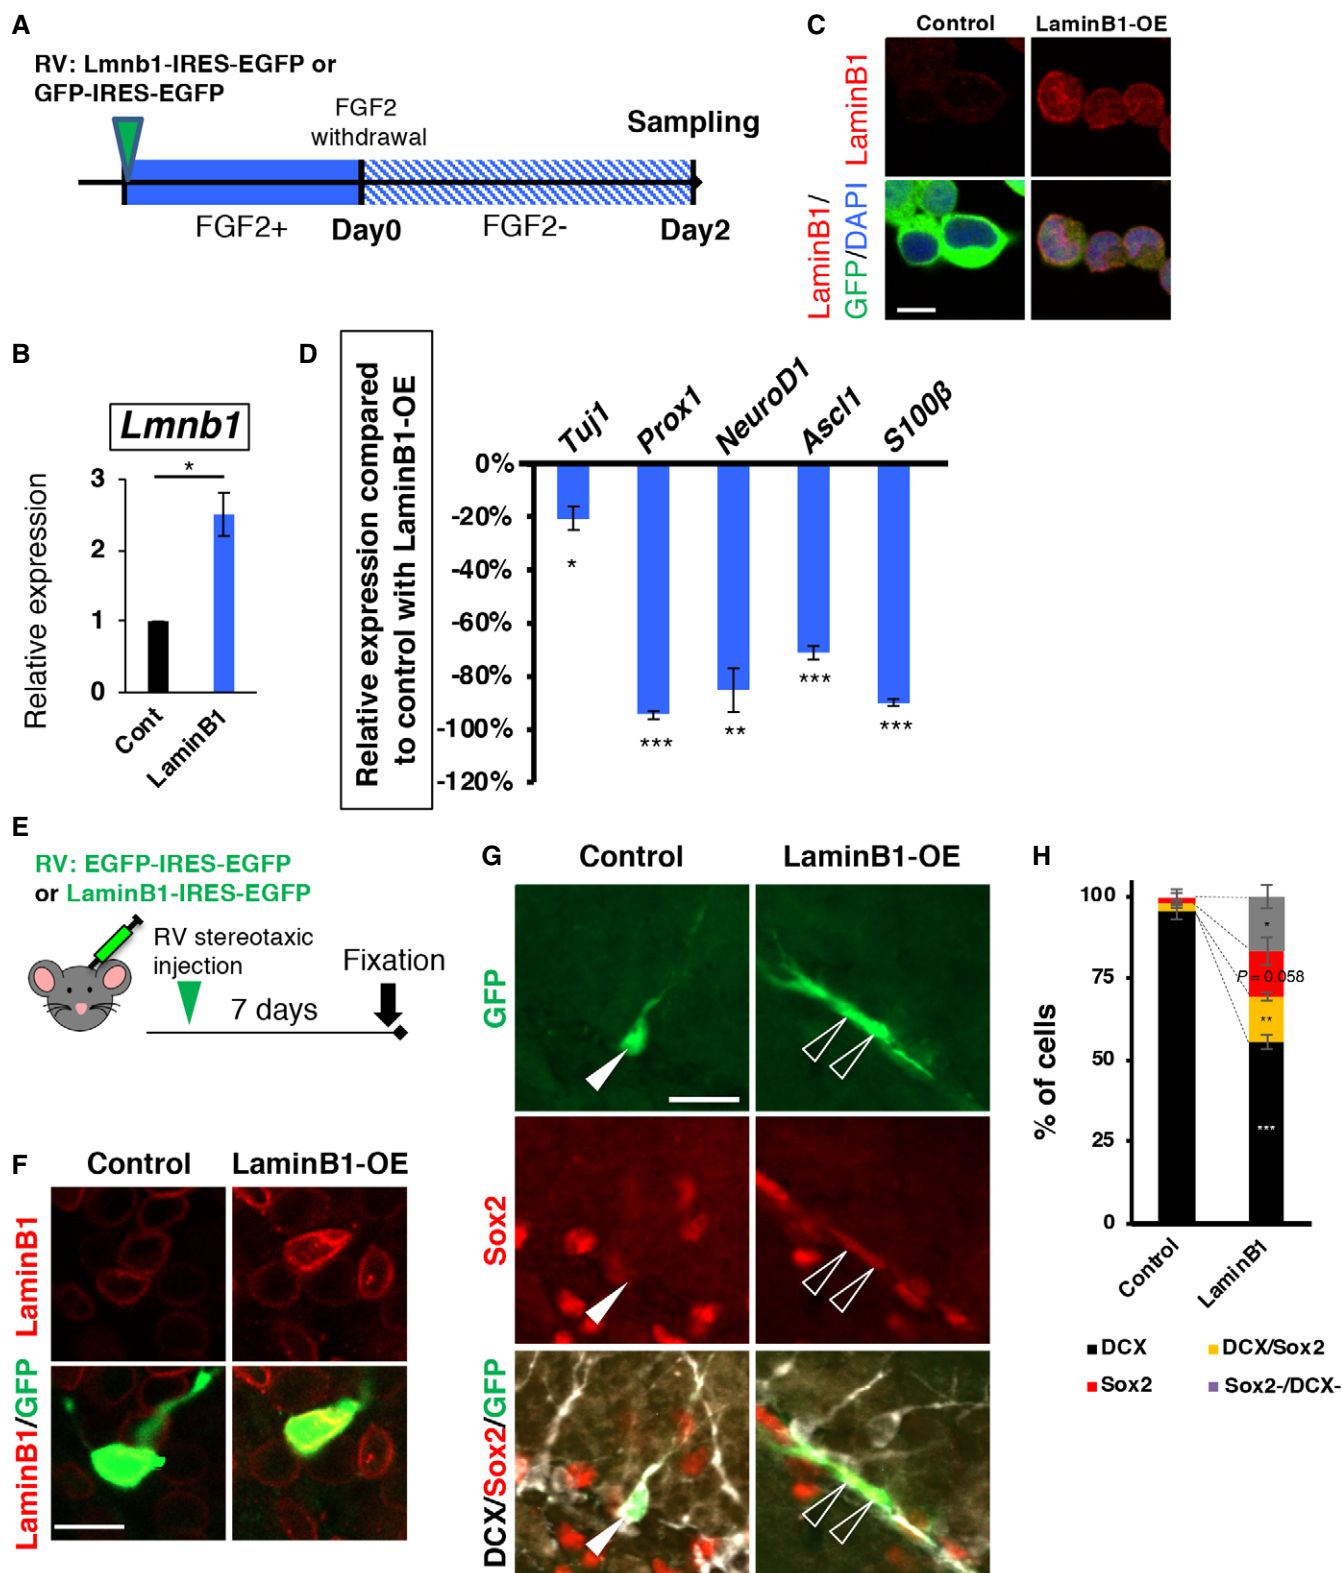 A
RV: Lmnb1-IRES-EGFP or
GFP-IRES-EGFP
FGF2
withdrawal
Sampling
FGF2+
Day0
FGF2-
Day2
B
Lmnb1
*
Relative expression
3
2
1
0
Cont
LaminB1
C
Control
LaminB1-OE
LaminB1
LaminB1/
GFP/DAPI
D
Relative expression compared
to control with LaminB1-OE
Tuj1
Prox1
NeuroD1
Ascl1
S100β
0%
-20%
-40%
-60%
-80%
-100%
-120%
*
***
**
***
***
E
RV: EGFP-IRES-EGFP
or LaminB1-IRES-EGFP
RV stereotaxic
injection
7 days
Fixation
F
Control
LaminB1-OE
LaminB1
LaminB1/GFP
G
Control
LaminB1-OE
GFP
Sox2
DCX/Sox2/GFP
H
% of cells
100
75
50
25
0
*
P = 0.058
**
***
Control
LaminB1
DCX
DCX/Sox2
Sox2
Sox2-/DCX-